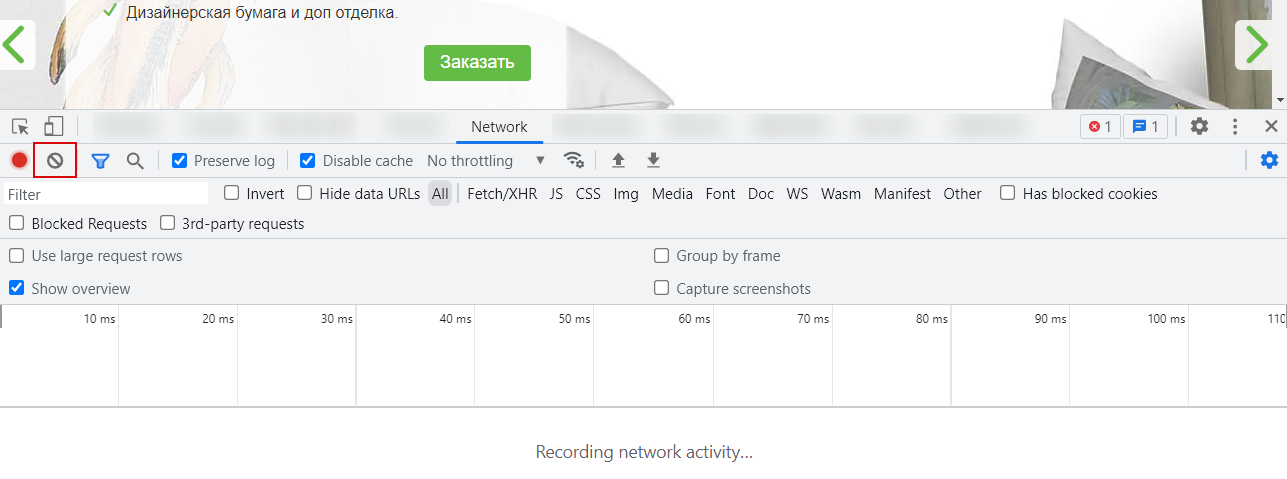 Дизайнерская бумага и доп отделка.
Заказать
Network
1
1
Preserve log
Disable cache
No throttling
Filter
Invert
Hide data URLs
All
Fetch/XHR
JS
CSS
Img
Media
Font
Doc
WS
Wasm
Manifest
Other
Has blocked cookies
Blocked Requests
3rd-party requests
Use large request rows
Group by frame
Show overview
Capture screenshots
10 ms
20 ms
30 ms
40 ms
50 ms
60 ms
70 ms
80 ms
90 ms
100 ms
110
Recording network activity...